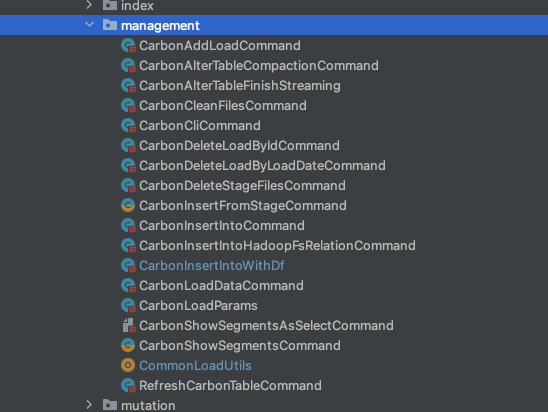 index
management
CarbonAddLoadCommand
CarbonAlterTableCompactionCommand
CarbonAlterTableFinishStreaming
CarbonCleanFilesCommand
CarbonCliCommand
CarbonDeleteLoadByIdCommand
CarbonDeleteLoadByLoadDateCommand
CarbonDeleteStageFilesCommand
CarbonInsertFromStageCommand
CarbonInsertIntoCommand
CarbonInsertIntoHadoopFsRelationCommand
CarbonInsertIntoWithDf
CarbonLoadDataCommand
CarbonLoadParams
CarbonShowSegmentsAsSelectCommand
CarbonShowSegmentsCommand
CommonLoadUtils
RefreshCarbonTableCommand
mutation